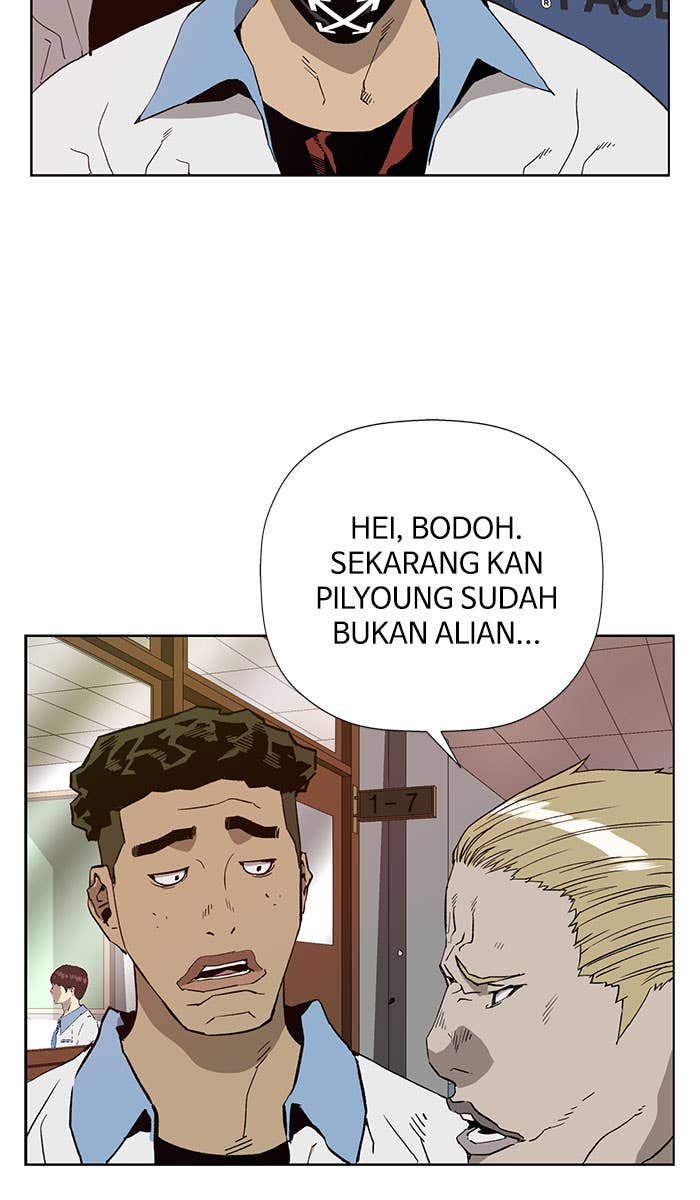 ®
HEI, BODOH.
SEKARANG KAN
PILYOUNG SUDAH
BUKAN ALIAN...
1-7